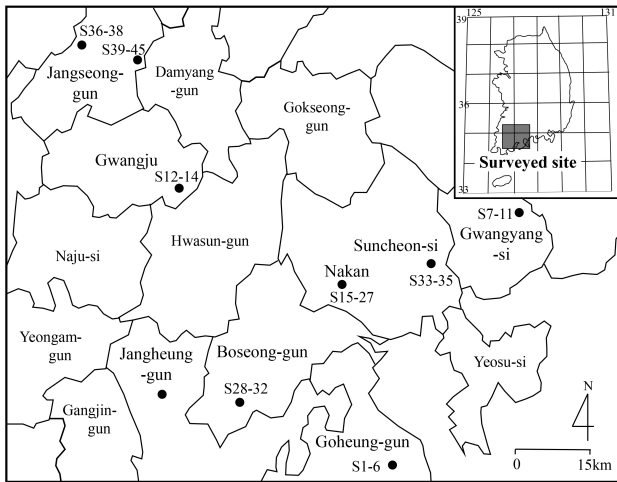 S36-38
S39-45
Jangseong-
gun
Damyang
-gun
Gokseong-
gun
Gwangju
S12-14
Naju-si
Hwasun-gun
Suncheon-si
S33-35
Nakan
S15-27
S7-11
Gwangyang
-si
Yeongam-
gun
Jangheung
-gun
Boseong-gun
S28-32
Gangjin-
gun
Goheung-gun
S1-6
Yeosu-si
N
0 15km
125 131
39
36
33
Surveyed site